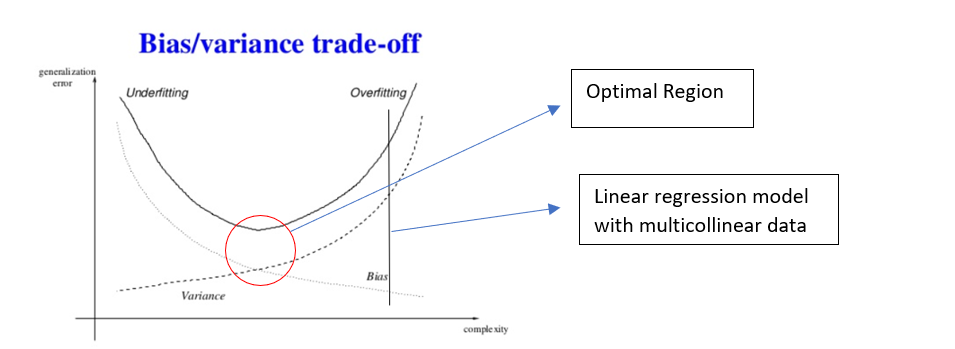 Bias/variance trade-off
generalization
error
Underfitting
Overfitting
Optimal Region
Linear regression model
with multicollinear data
Bias
Variance
complexity